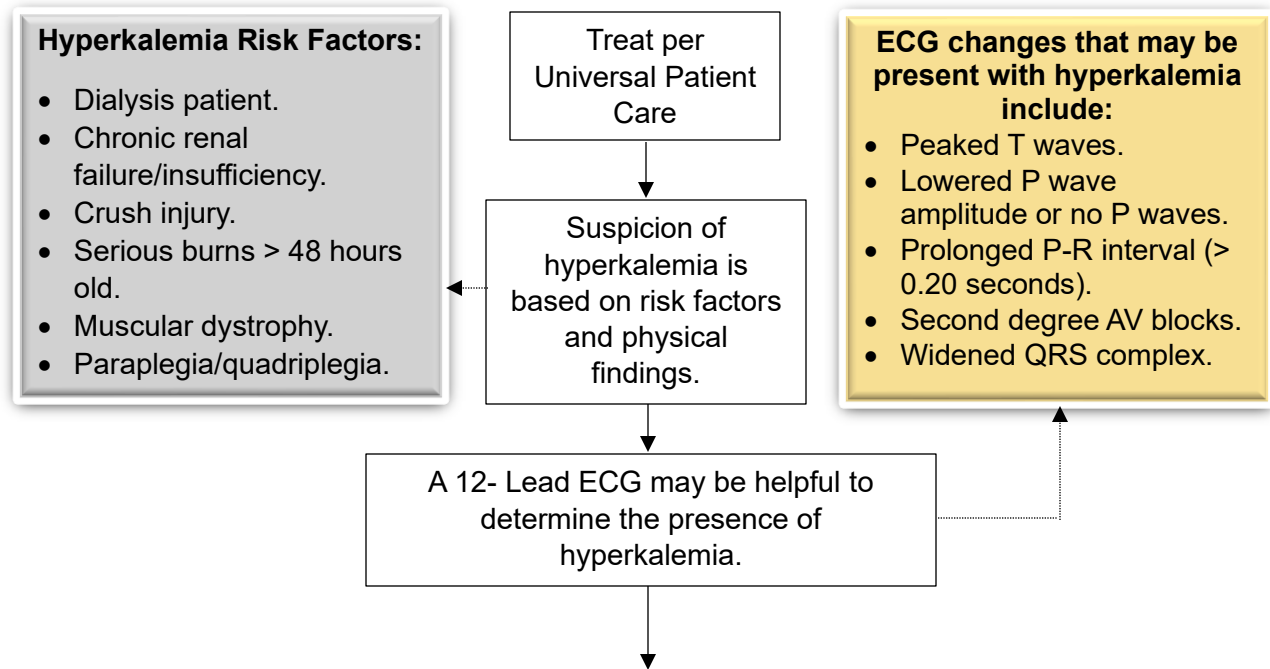 Hyperkalemia Risk Factors:
• Dialysis patient.
• Chronic renal
failure/insufficiency.
• Crush injury.
• Serious burns > 48 hours
old.
• Muscular dystrophy.
• Paraplegia/quadriplegia.
Treat per
Universal Patient
Care
Suspicion of
hyperkalemia is
based on risk factors
and physical
findings.
ECG changes that may be
present with hyperkalemia
include:
• Peaked T waves.
• Lowered P wave
amplitude or no P waves.
• Prolonged P-R interval (>
0.20 seconds).
• Second degree AV blocks.
• Widened QRS complex.
A 12- Lead ECG may be helpful to
determine the presence of
hyperkalemia.